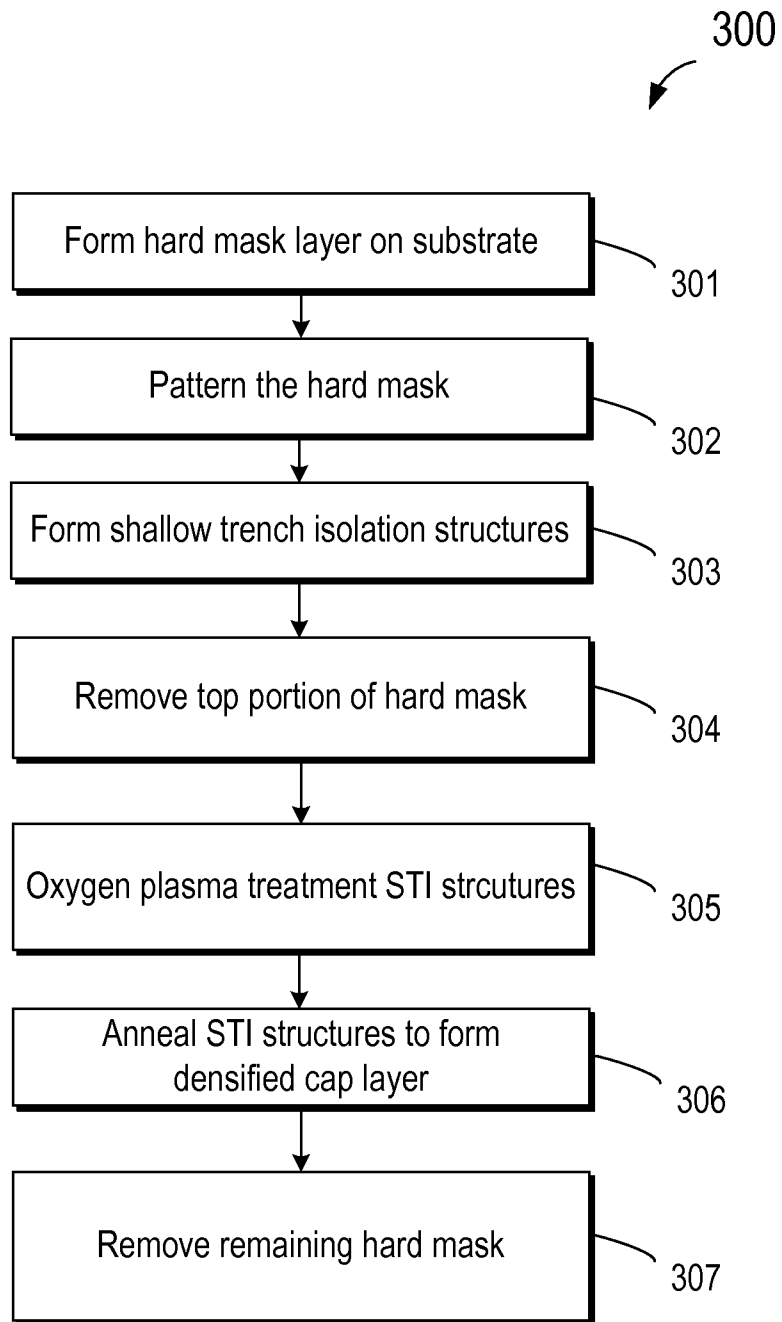 300
Form hard mask layer on substrate
301
Pattern the hard mask
302
Form shallow trench isolation structures
303
Remove top portion of hard mask
304
Oxygen plasma treatment STI strcutures
305
Anneal STI structures to form
densified cap layer
306
Remove remaining hard mask
307